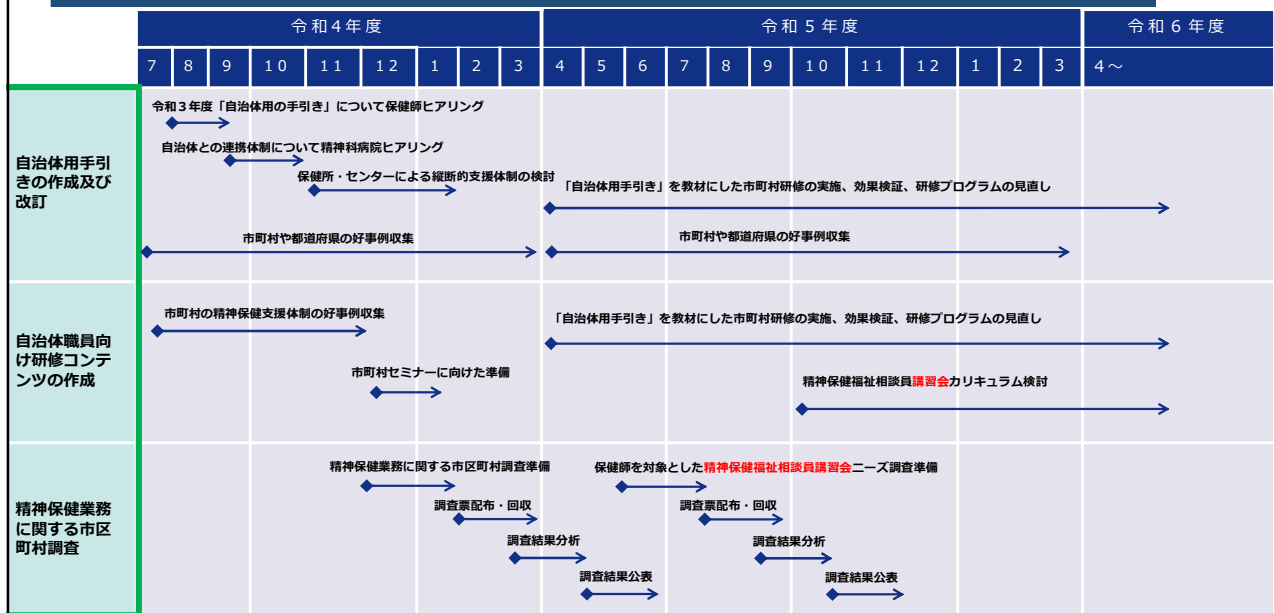 令和４年度
令和５年度
令和６年度
７ ８ ９ １０ １１ １２ １ ２ ３ ４ ５ ６ ７ ８ ９ １０ １１ １２ １ ２ ３ ４～
自治体用手引
きの作成及び
改訂
令和３年度「自治体用の手引き」について保健師ヒアリング
自治体との連携体制について精神科病院ヒアリング
保健所・センターによる縦断的支援体制の検討
「自治体用手引き」を教材にした市町村研修の実施、効果検証、研修プログラムの見直し
市町村や都道府県の好事例収集
市町村や都道府県の好事例収集
自治体職員向
け研修コンテ
ンツの作成
市町村の精神保健支援体制の好事例収集
「自治体用手引き」を教材にした市町村研修の実施、効果検証、研修プログラムの見直し
市町村セミナーに向けた準備
精神保健福祉相談員講習会カリキュラム検討
精神保健業務
に関する市区
町村調査
精神保健業務に関する市区町村調査準備
保健師を対象とした精神保健福祉相談員講習会ニーズ調査準備
調査票配布・回収
調査票配布・回収
調査結果分析
調査結果分析
調査結果公表
調査結果公表